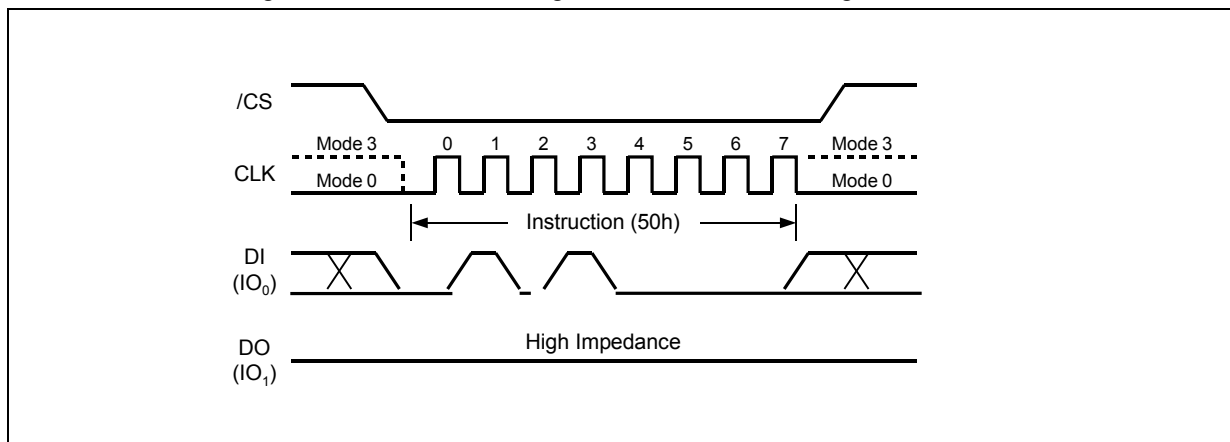 /CS
Mode 3 0 1 2 3 4 5 6 7 Mode 3
CLK
Mode 0 Mode 0
Instruction (50h)
DI
(IO₀)
High Impedance
DO
(IO₁)